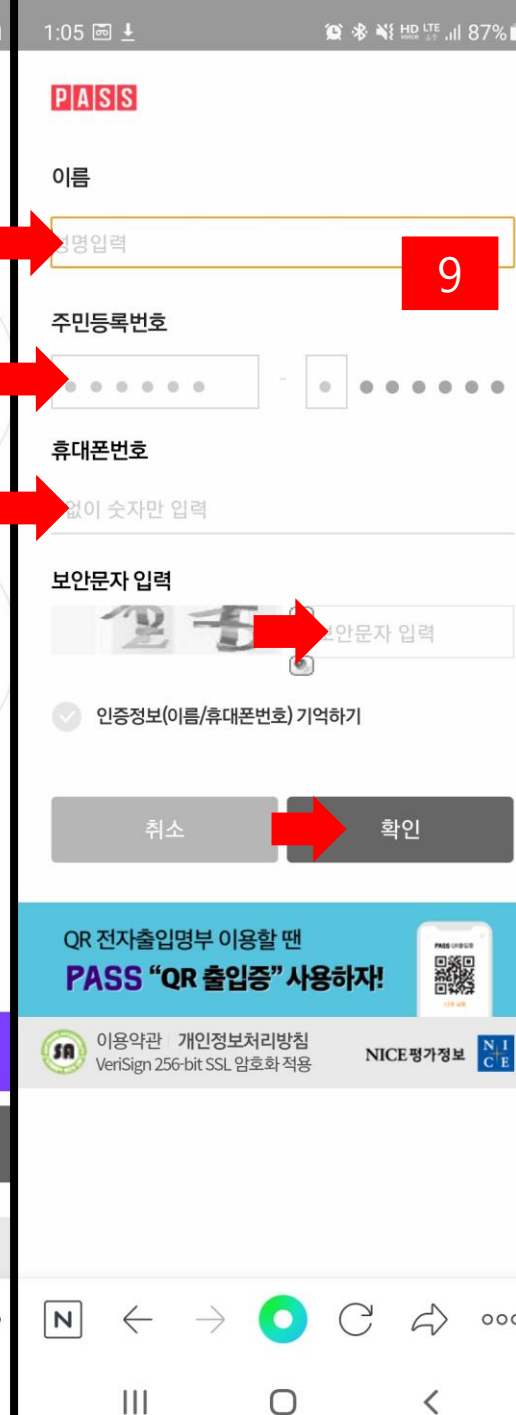 1:05 HD LTE 87%
PASS
이름
명입력
9
주민등록번호
-
휴대폰번호
없이 숫자만 입력
보안문자 입력
안문자 입력
인증정보(이름/휴대폰번호) 기억하기
취소 확인
QR 전자출입명부 이용할 땐
PASS “QR 출입증” 사용하자!
SA 이용약관 개인정보처리방침
VeriSign 256-bit SSL 암호화 적용
NICE평가정보 NICE
N